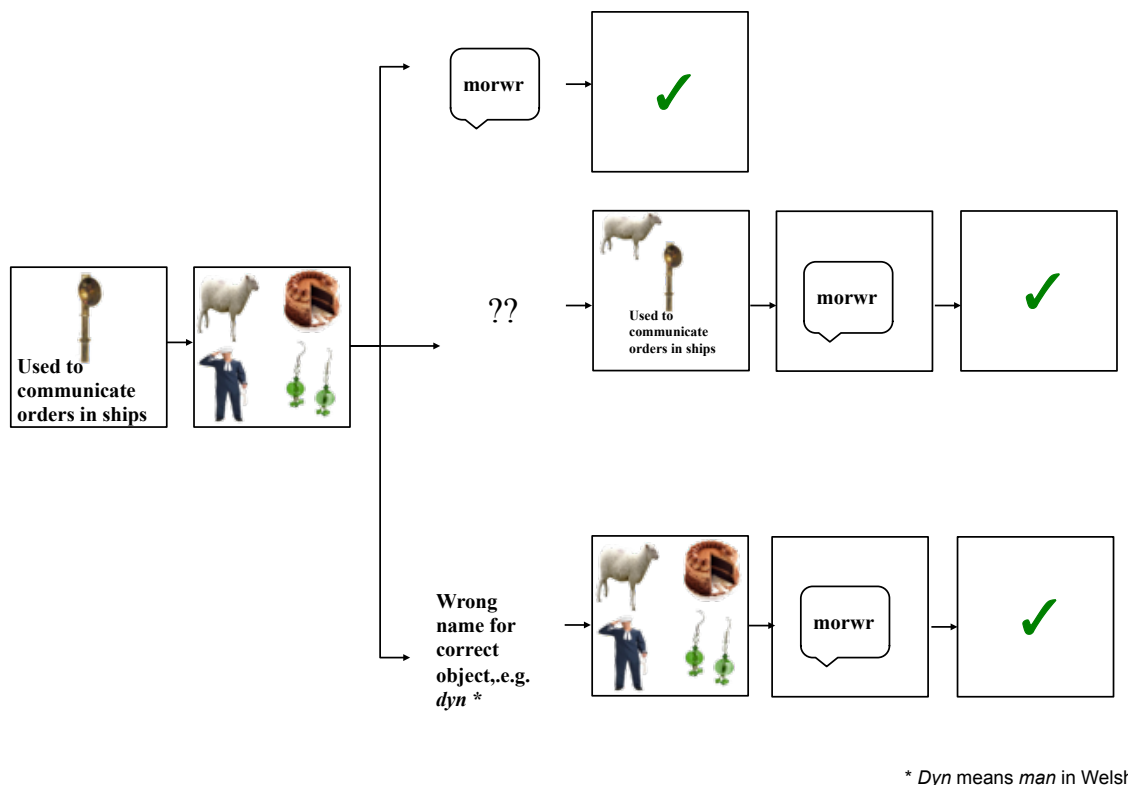 morwr
Used to
communicate
orders in ships
??
Used to
communicate
orders in ships
morwr
Wrong
name for
correct
object,.e.g.
dyn *
morwr
* Dyn means man in Welsh